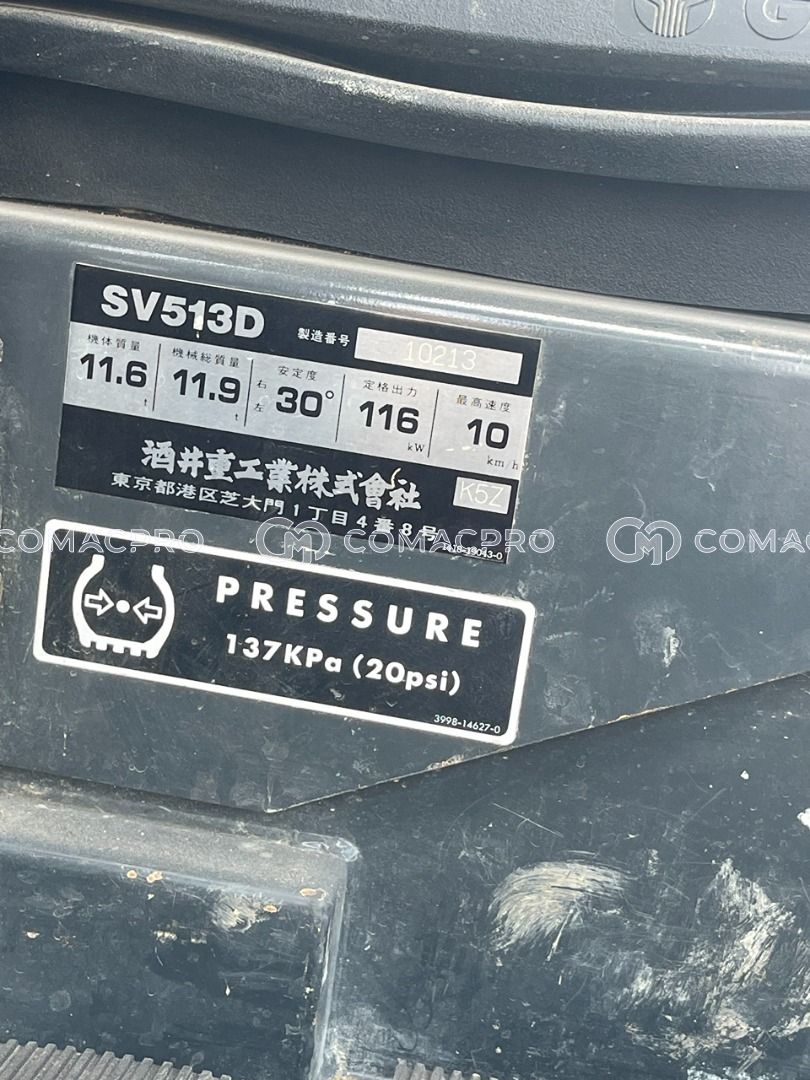 SV513D 製造番号 10213
機体質量 機械総質量 安定度 定格出力 最高速度
11.6 t 11.9 t 右 左 30° 116 kW 10 km/h
酒井重工業株式會社 K5Z
東京都港区芝大門1丁目4番8号
COMACPRO COMACPRO COMAC
PRESSURE
137KPa (20psi)
3998-14627-0